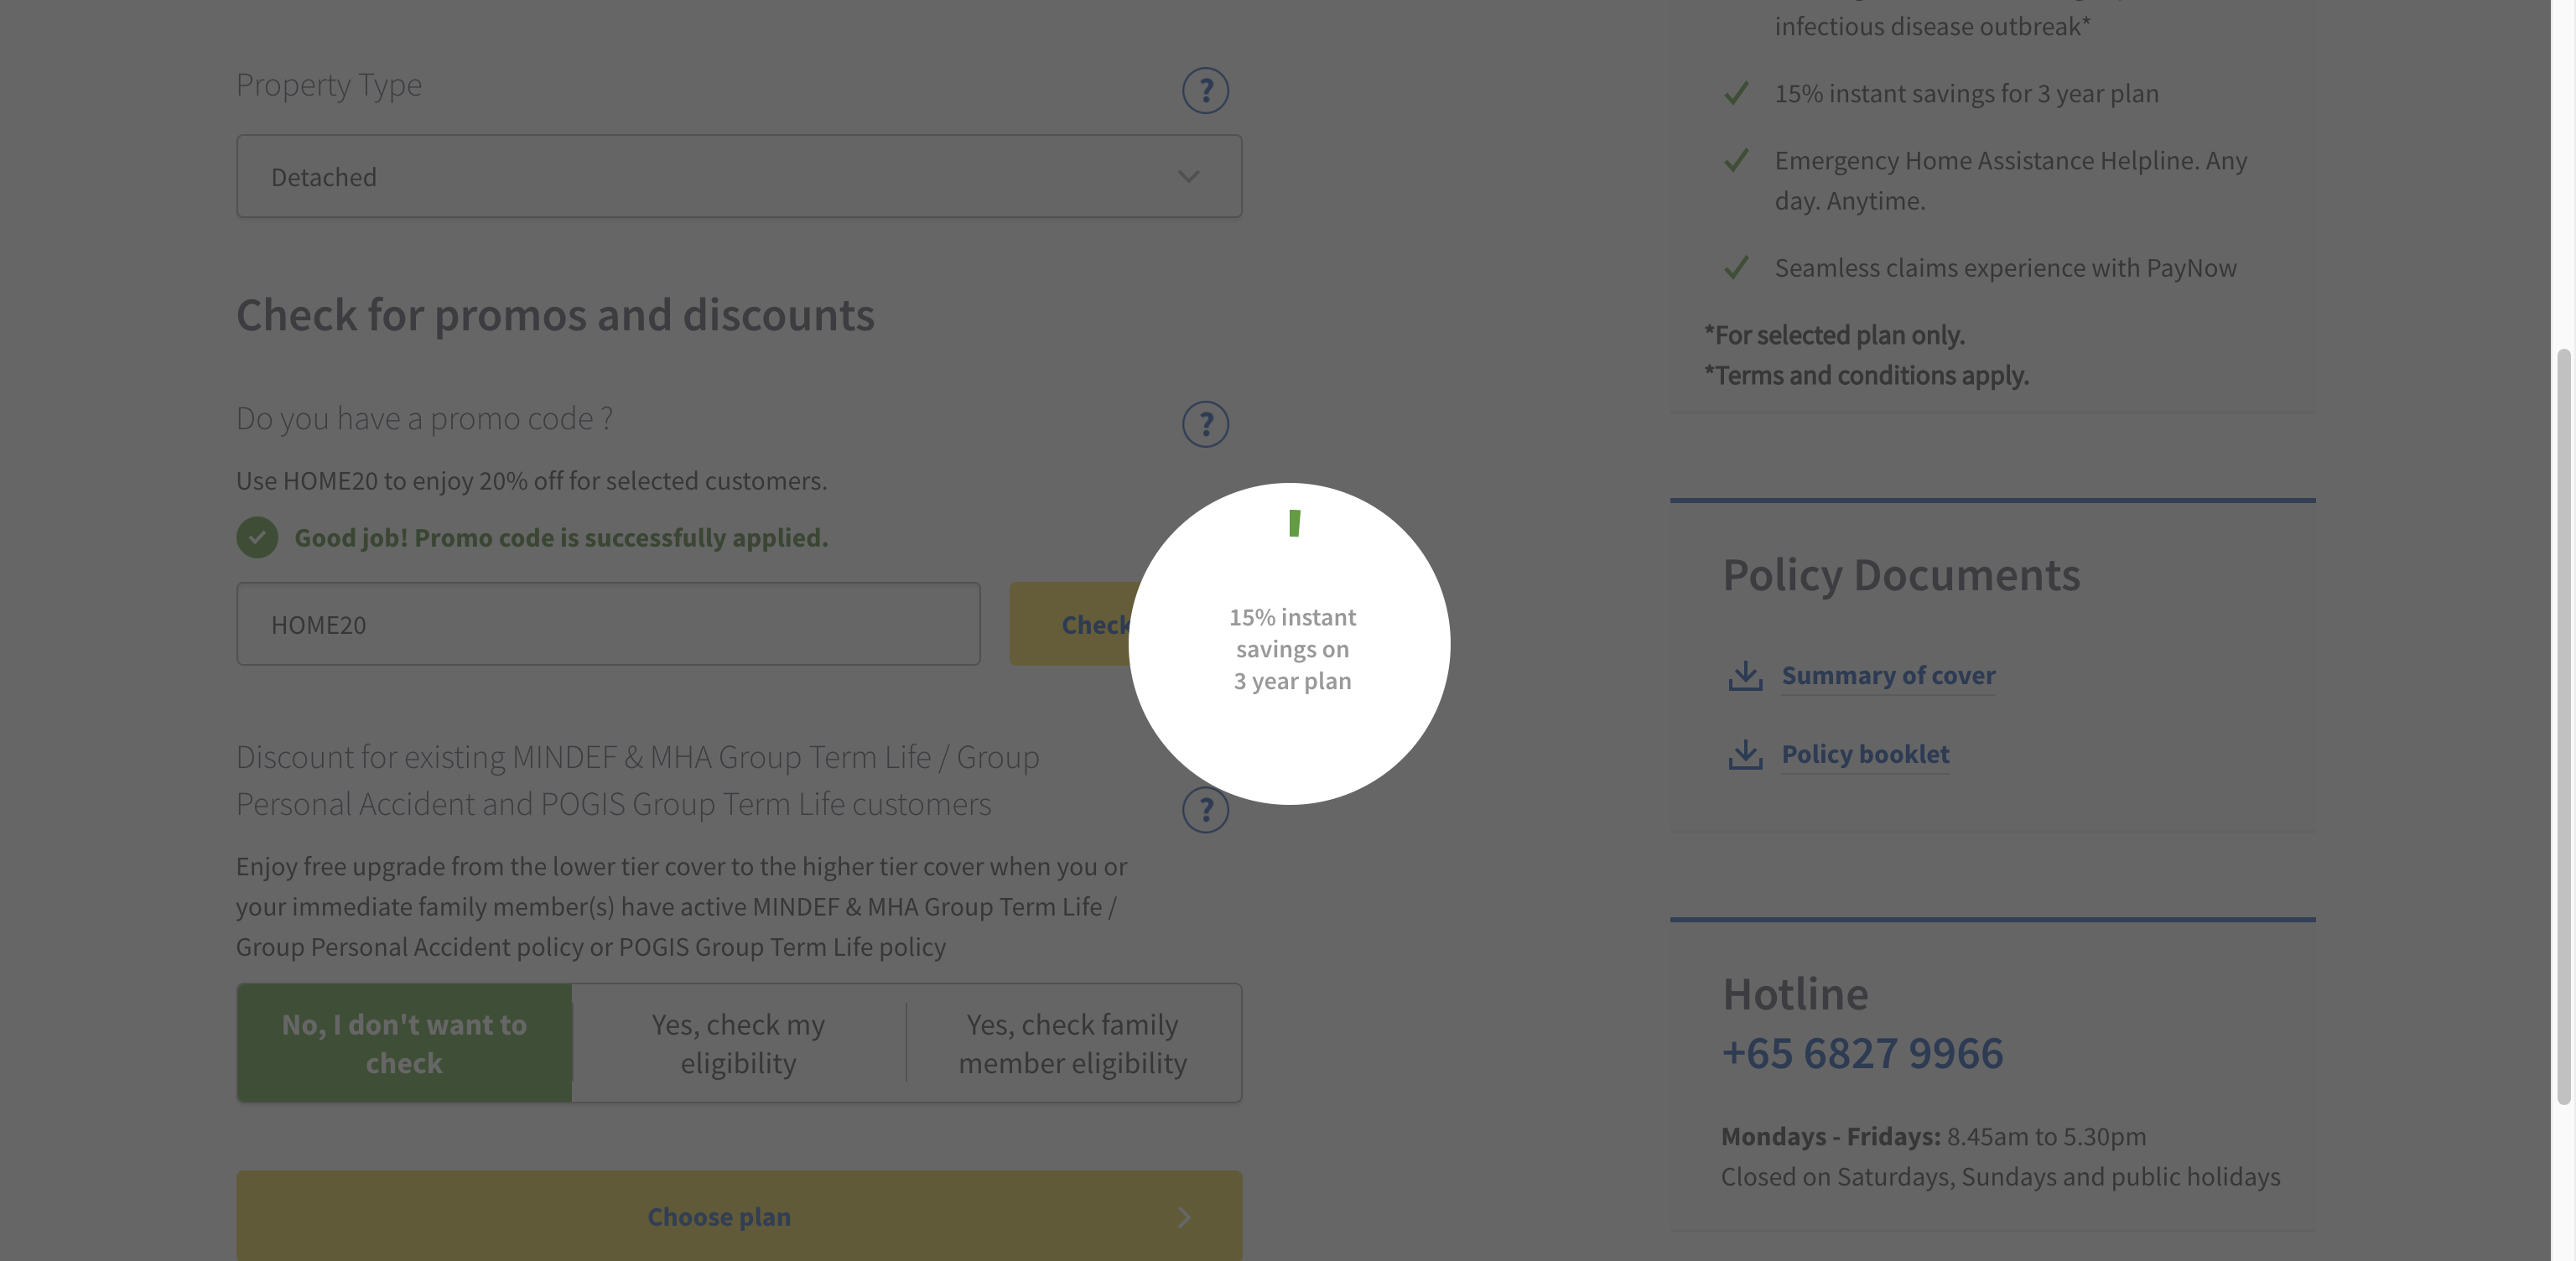 Property Type
?
Detached
Check for promos and discounts
Do you have a promo code ?
?
Use HOME20 to enjoy 20% off for selected customers.
Good job! Promo code is successfully applied.
HOME20
Check
Discount for existing MINDEF & MHA Group Term Life / Group
Personal Accident and POGIS Group Term Life customers
?
Enjoy free upgrade from the lower tier cover to the higher tier cover when you or
your immediate family member(s) have active MINDEF & MHA Group Term Life /
Group Personal Accident policy or POGIS Group Term Life policy
No, I don't want to
check
Yes, check my
eligibility
Yes, check family
member eligibility
Choose plan
15% instant
savings on
3 year plan
infectious disease outbreak*
15% instant savings for 3 year plan
Emergency Home Assistance Helpline. Any
day. Anytime.
Seamless claims experience with PayNow
*For selected plan only.
*Terms and conditions apply.
Policy Documents
Summary of cover
Policy booklet
Hotline
+65 6827 9966
Mondays - Fridays: 8.45am to 5.30pm
Closed on Saturdays, Sundays and public holidays